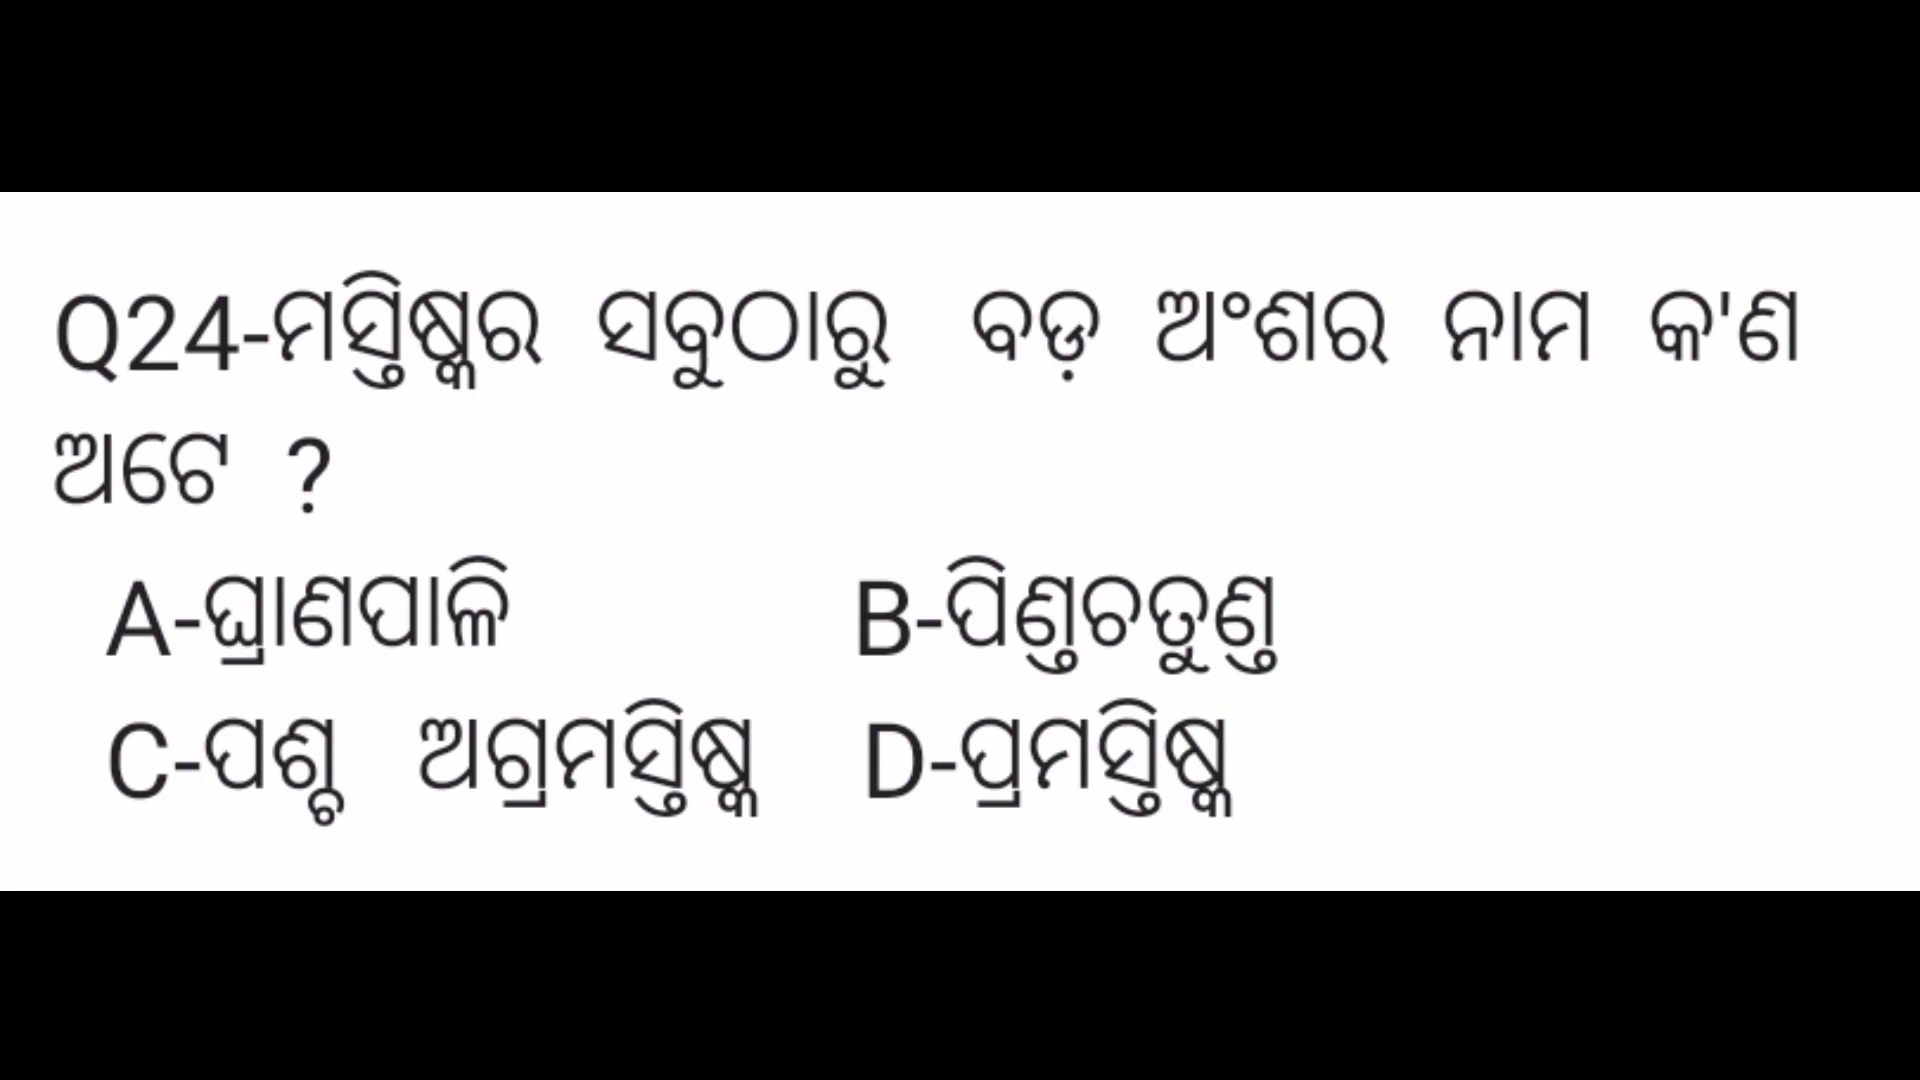 Q24-ମସ୍ତିଷ୍କର ସବୁଠାରୁ ବଡ଼ ଅଂଶର ନାମ କ'ଣ
ଅଟେ ?
A-ଘ୍ରାଣପାଳି B-ପିଣ୍ଡଚତୁଣ୍ଡ
C-ପଶ୍ଚ ଅଗ୍ରମସ୍ତିଷ୍କ D-ପ୍ରମସ୍ତିଷ୍କ